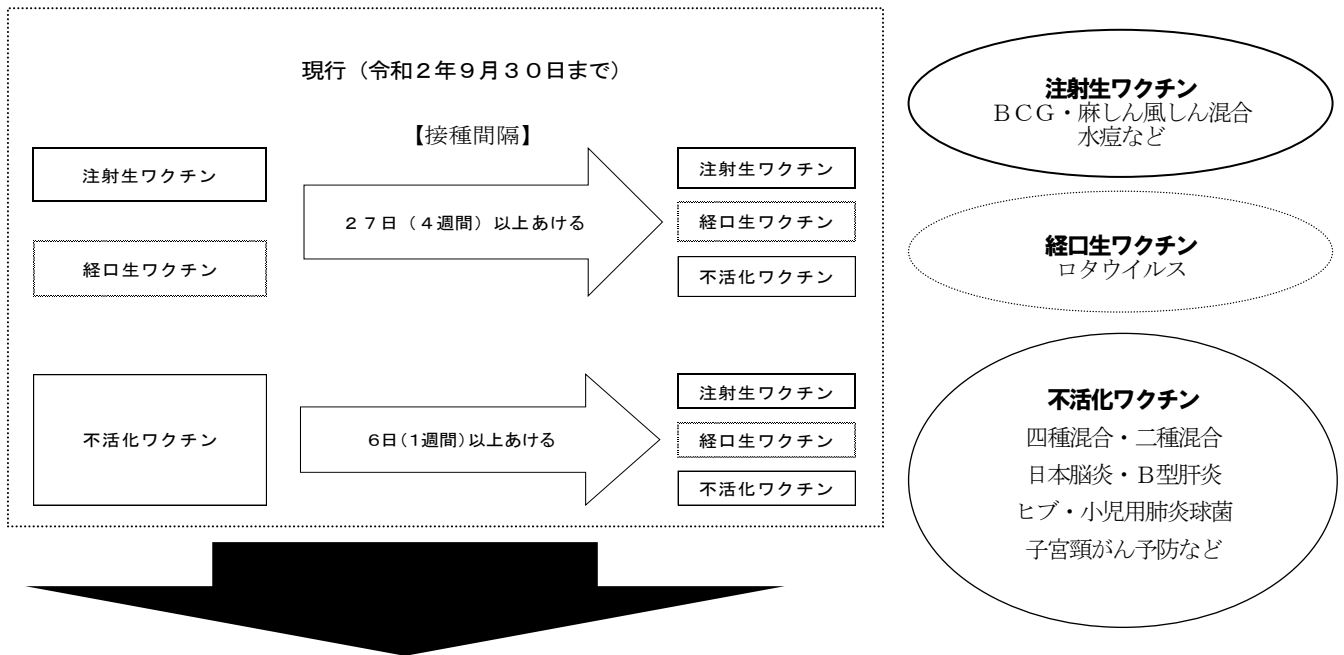 現行（令和２年９月３０日まで）
【接種間隔】
注射生ワクチン
経口生ワクチン
２７日（４週間）以上あける
注射生ワクチン
経口生ワクチン
不活化ワクチン
不活化ワクチン
6日(1週間)以上あける
注射生ワクチン
経口生ワクチン
不活化ワクチン
注射生ワクチン
ＢＣＧ・麻しん風しん混合
水痘など
経口生ワクチン
ロタウイルス
不活化ワクチン
四種混合・二種混合
日本脳炎・Ｂ型肝炎
ヒブ・小児用肺炎球菌
子宮頸がん予防など